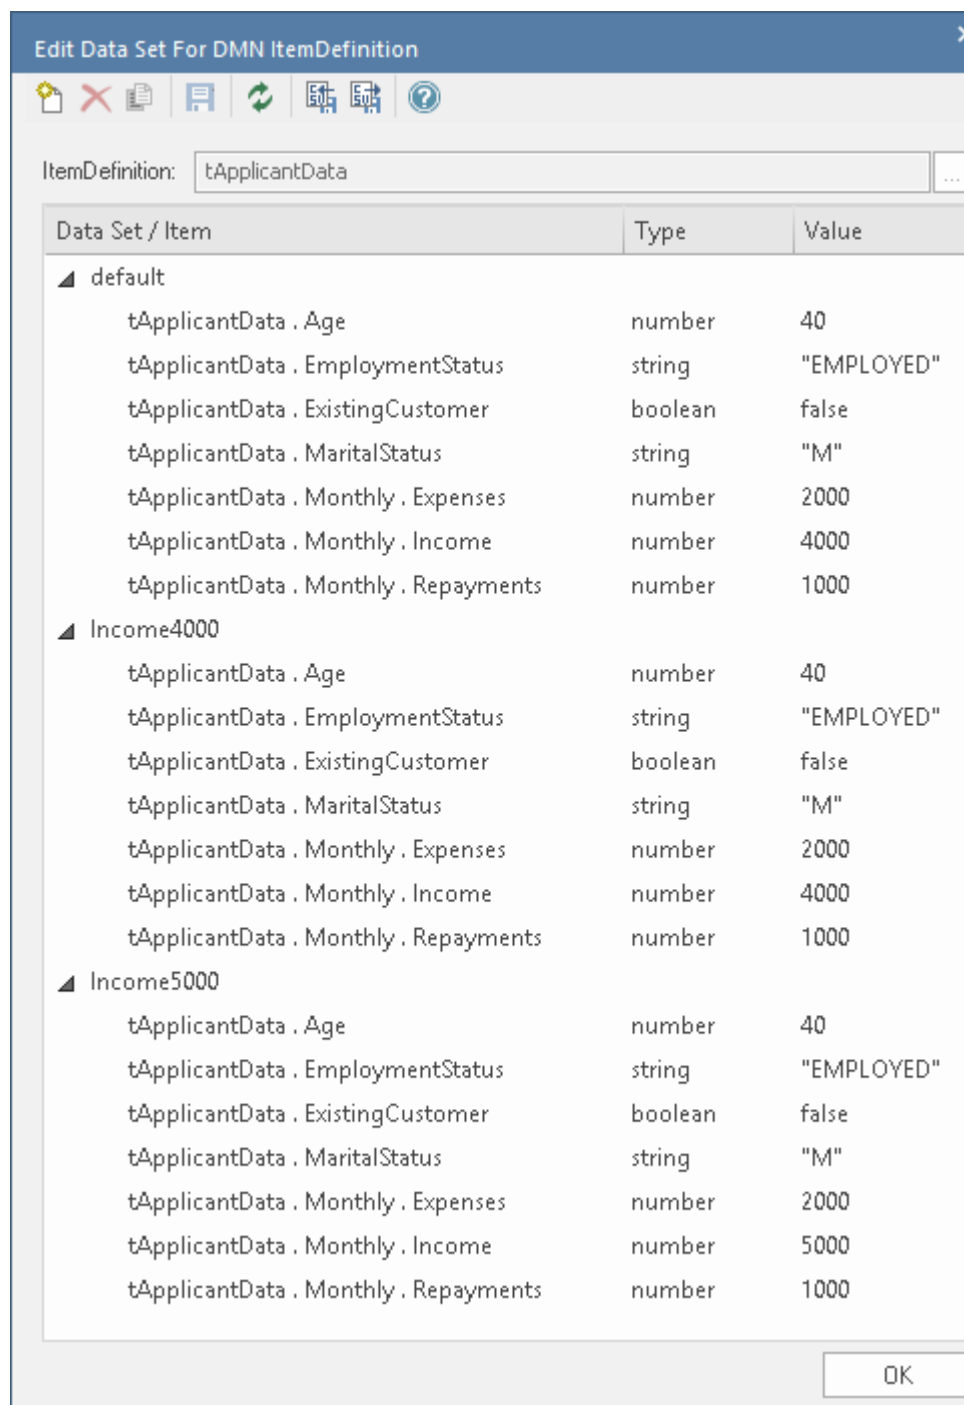 Edit Data Set For DMN ItemDefinition
ItemDefinition: tApplicantData ...
Data Set / Item Type Value
default
tApplicantData . Age number 40
tApplicantData . EmploymentStatus string "EMPLOYED"
tApplicantData . ExistingCustomer boolean false
tApplicantData . MaritalStatus string "M"
tApplicantData . Monthly . Expenses number 2000
tApplicantData . Monthly . Income number 4000
tApplicantData . Monthly . Repayments number 1000
Income4000
tApplicantData . Age number 40
tApplicantData . EmploymentStatus string "EMPLOYED"
tApplicantData . ExistingCustomer boolean false
tApplicantData . MaritalStatus string "M"
tApplicantData . Monthly . Expenses number 2000
tApplicantData . Monthly . Income number 4000
tApplicantData . Monthly . Repayments number 1000
Income5000
tApplicantData . Age number 40
tApplicantData . EmploymentStatus string "EMPLOYED"
tApplicantData . ExistingCustomer boolean false
tApplicantData . MaritalStatus string "M"
tApplicantData . Monthly . Expenses number 2000
tApplicantData . Monthly . Income number 5000
tApplicantData . Monthly . Repayments number 1000
OK